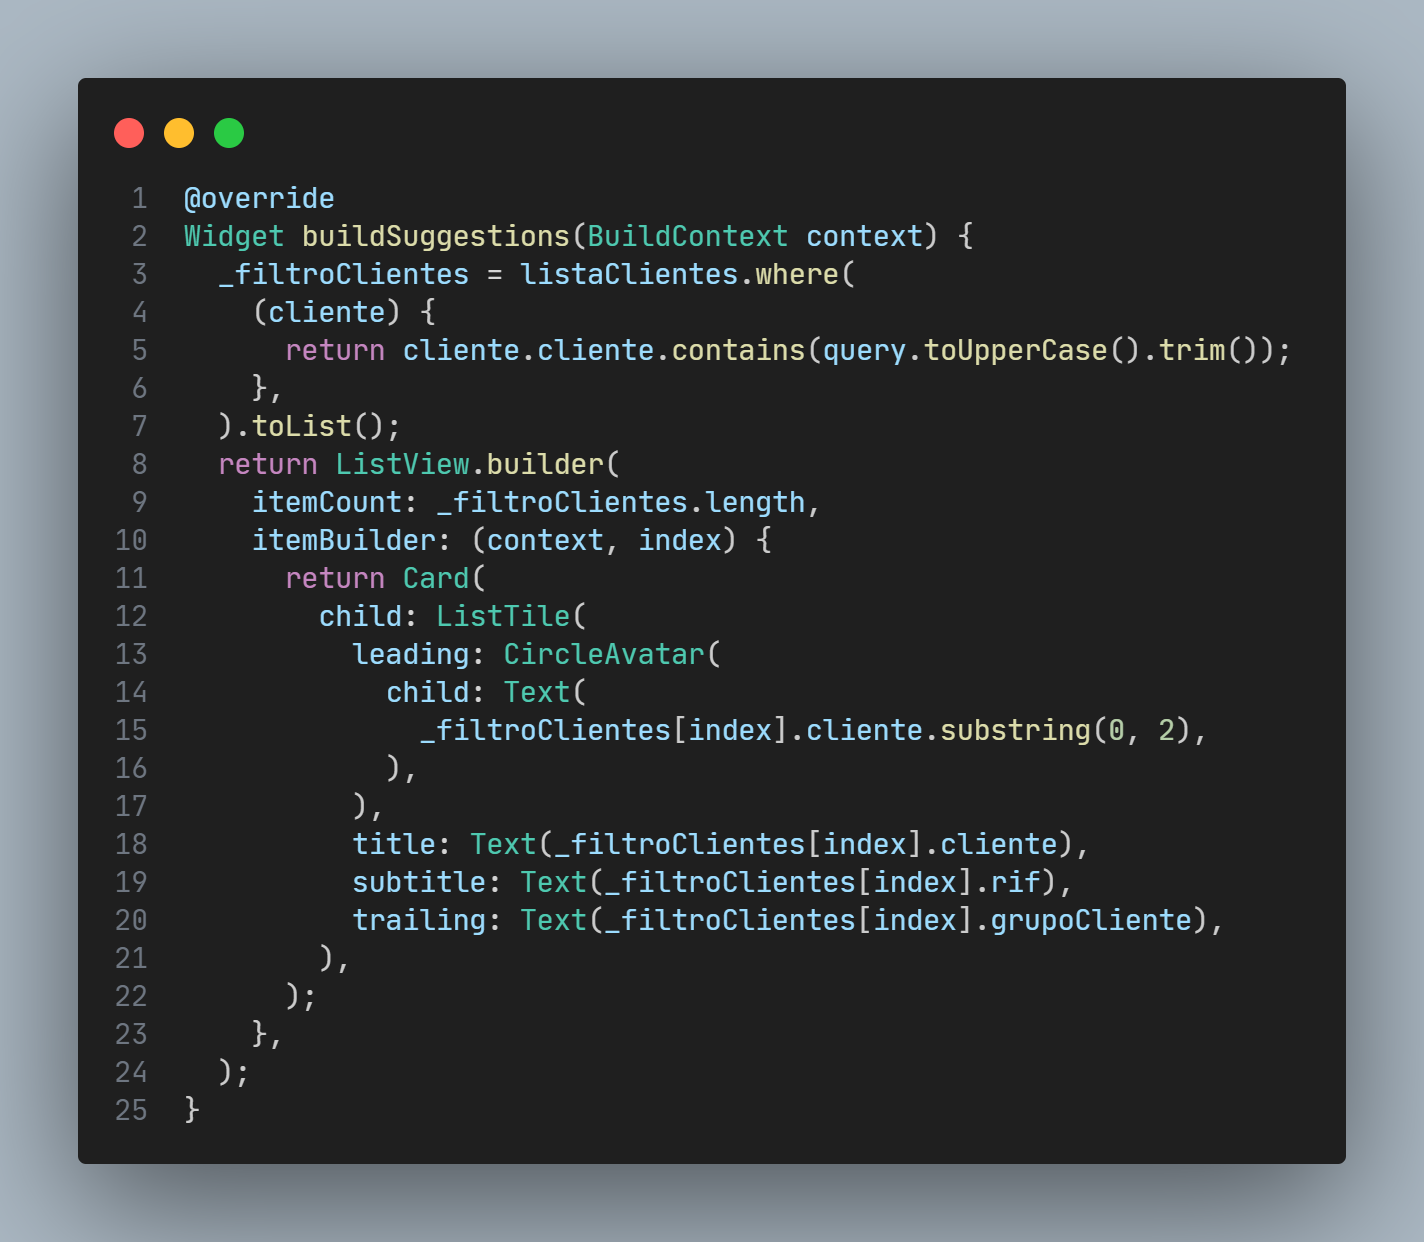 1 @override
2 Widget buildSuggestions(BuildContext context) {
3   _filtroClientes = listaClientes.where(
4     (cliente) {
5       return cliente.cliente.contains(query.toUpperCase().trim());
6     },
7   ).toList();
8   return ListView.builder(
9     itemCount: _filtroClientes.length,
10     itemBuilder: (context, index) {
11       return Card(
12         child: ListTile(
13           leading: CircleAvatar(
14             child: Text(
15               _filtroClientes[index].cliente.substring(0, 2),
16             ),
17           ),
18           title: Text(_filtroClientes[index].cliente),
19           subtitle: Text(_filtroClientes[index].rif),
20           trailing: Text(_filtroClientes[index].grupoCliente),
21         ),
22       );
23     },
24   );
25 }